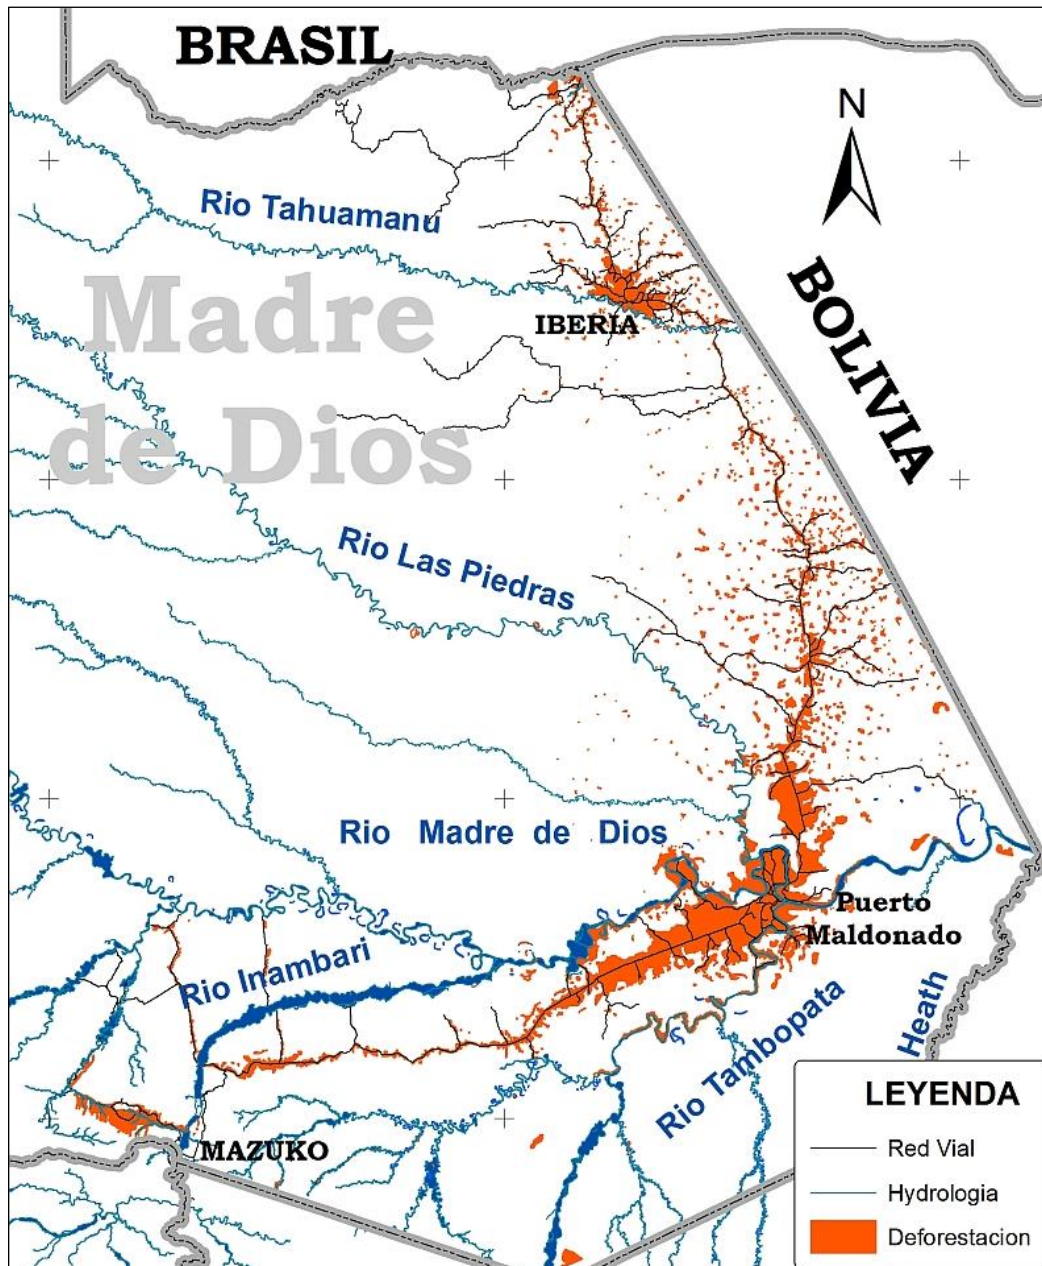 BRASIL
N
Rio Tahuamanu
Madre
de Dios
BOLIVIA
IBERIA
Rio Las Piedras
Rio Madre de Dios
Puerto
Maldonado
Rio Inambari
Rio Tambopata
Heath
MAZUKO
LEYENDA
Red Vial
Hydrologia
Deforestacion